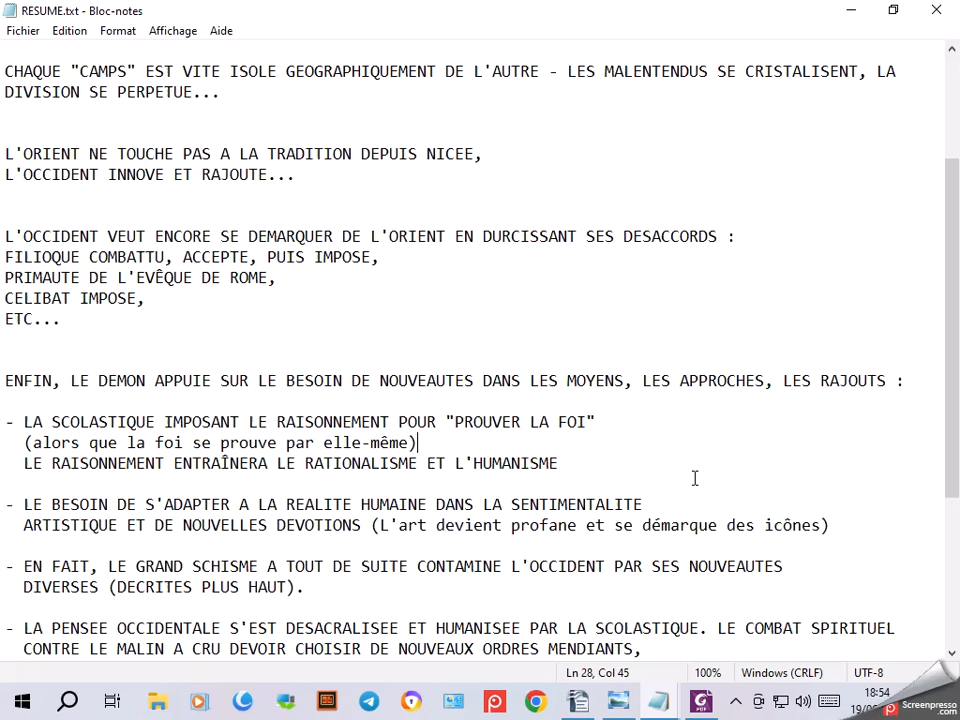 RESUME.txt - Bloc-notes
Fichier Edition Format Affichage Aide
CHAQUE "CAMPS" EST VITE ISOLE GEOGRAPHIQUEMENT DE L'AUTRE - LES MALENTENDUS SE CRISTALISENT, LA
DIVISION SE PERPETUE...
L'ORIENT NE TOUCHE PAS A LA TRADITION DEPUIS NICEE,
L'OCCIDENT INNOVE ET RAJOUTE...
L'OCCIDENT VEUT ENCORE SE DEMARQUER DE L'ORIENT EN DURCISSANT SES DESACCORDS :
FILIOQUE COMBATTU, ACCEPTE, PUIS IMPOSE,
PRIMAUTE DE L'EVÊQUE DE ROME,
CELIBAT IMPOSE,
ETC...
ENFIN, LE DEMON APPUIE SUR LE BESOIN DE NOUVEAUTES DANS LES MOYENS, LES APPROCHES, LES RAJOUTS :
- LA SCOLASTIQUE IMPOSANT LE RAISONNEMENT POUR "PROUVER LA FOI"
(alors que la foi se prouve par elle-même)
LE RAISONNEMENT ENTRAÎNERA LE RATIONALISME ET L'HUMANISME
- LE BESOIN DE S'ADAPTER A LA REALITE HUMAINE DANS LA SENTIMENTALITE
ARTISTIQUE ET DE NOUVELLES DEVOTIONS (L'art devient profane et se démarque des icônes)
- EN FAIT, LE GRAND SCHISME A TOUT DE SUITE CONTAMINE L'OCCIDENT PAR SES NOUVEAUTES
DIVERSES (DECRITES PLUS HAUT).
- LA PENSEE OCCIDENTALE S'EST DESACRALISEE ET HUMANISEE PAR LA SCOLASTIQUE. LE COMBAT SPIRITUEL
CONTRE LE MALIN A CRU DEVOIR CHOISIR DE NOUVEAUX ORDRES MENDIANTS,
Ln 28, Col 45 100% Windows (CRLF) UTF-8
18:54
Screenpresso
.com